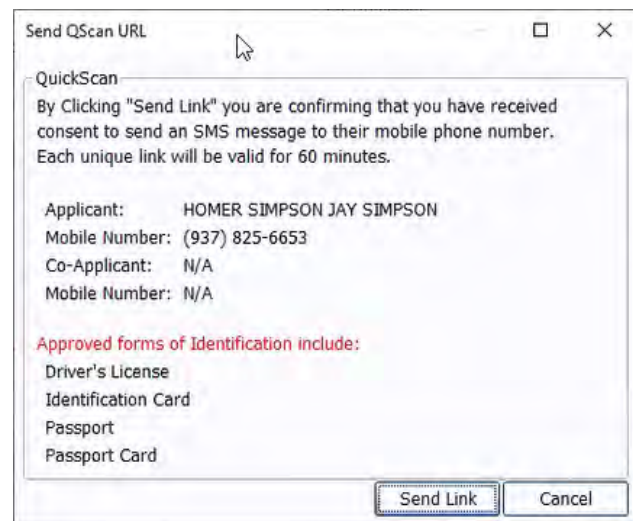 Send QScan URL
QuickScan
By Clicking "Send Link" you are confirming that you have received
consent to send an SMS message to their mobile phone number.
Each unique link will be valid for 60 minutes.
Applicant: HOMER SIMPSON JAY SIMPSON
Mobile Number: (937) 825-6653
Co-Applicant: N/A
Mobile Number: N/A
Approved forms of Identification include:
Driver's License
Identification Card
Passport
Passport Card
Send Link Cancel